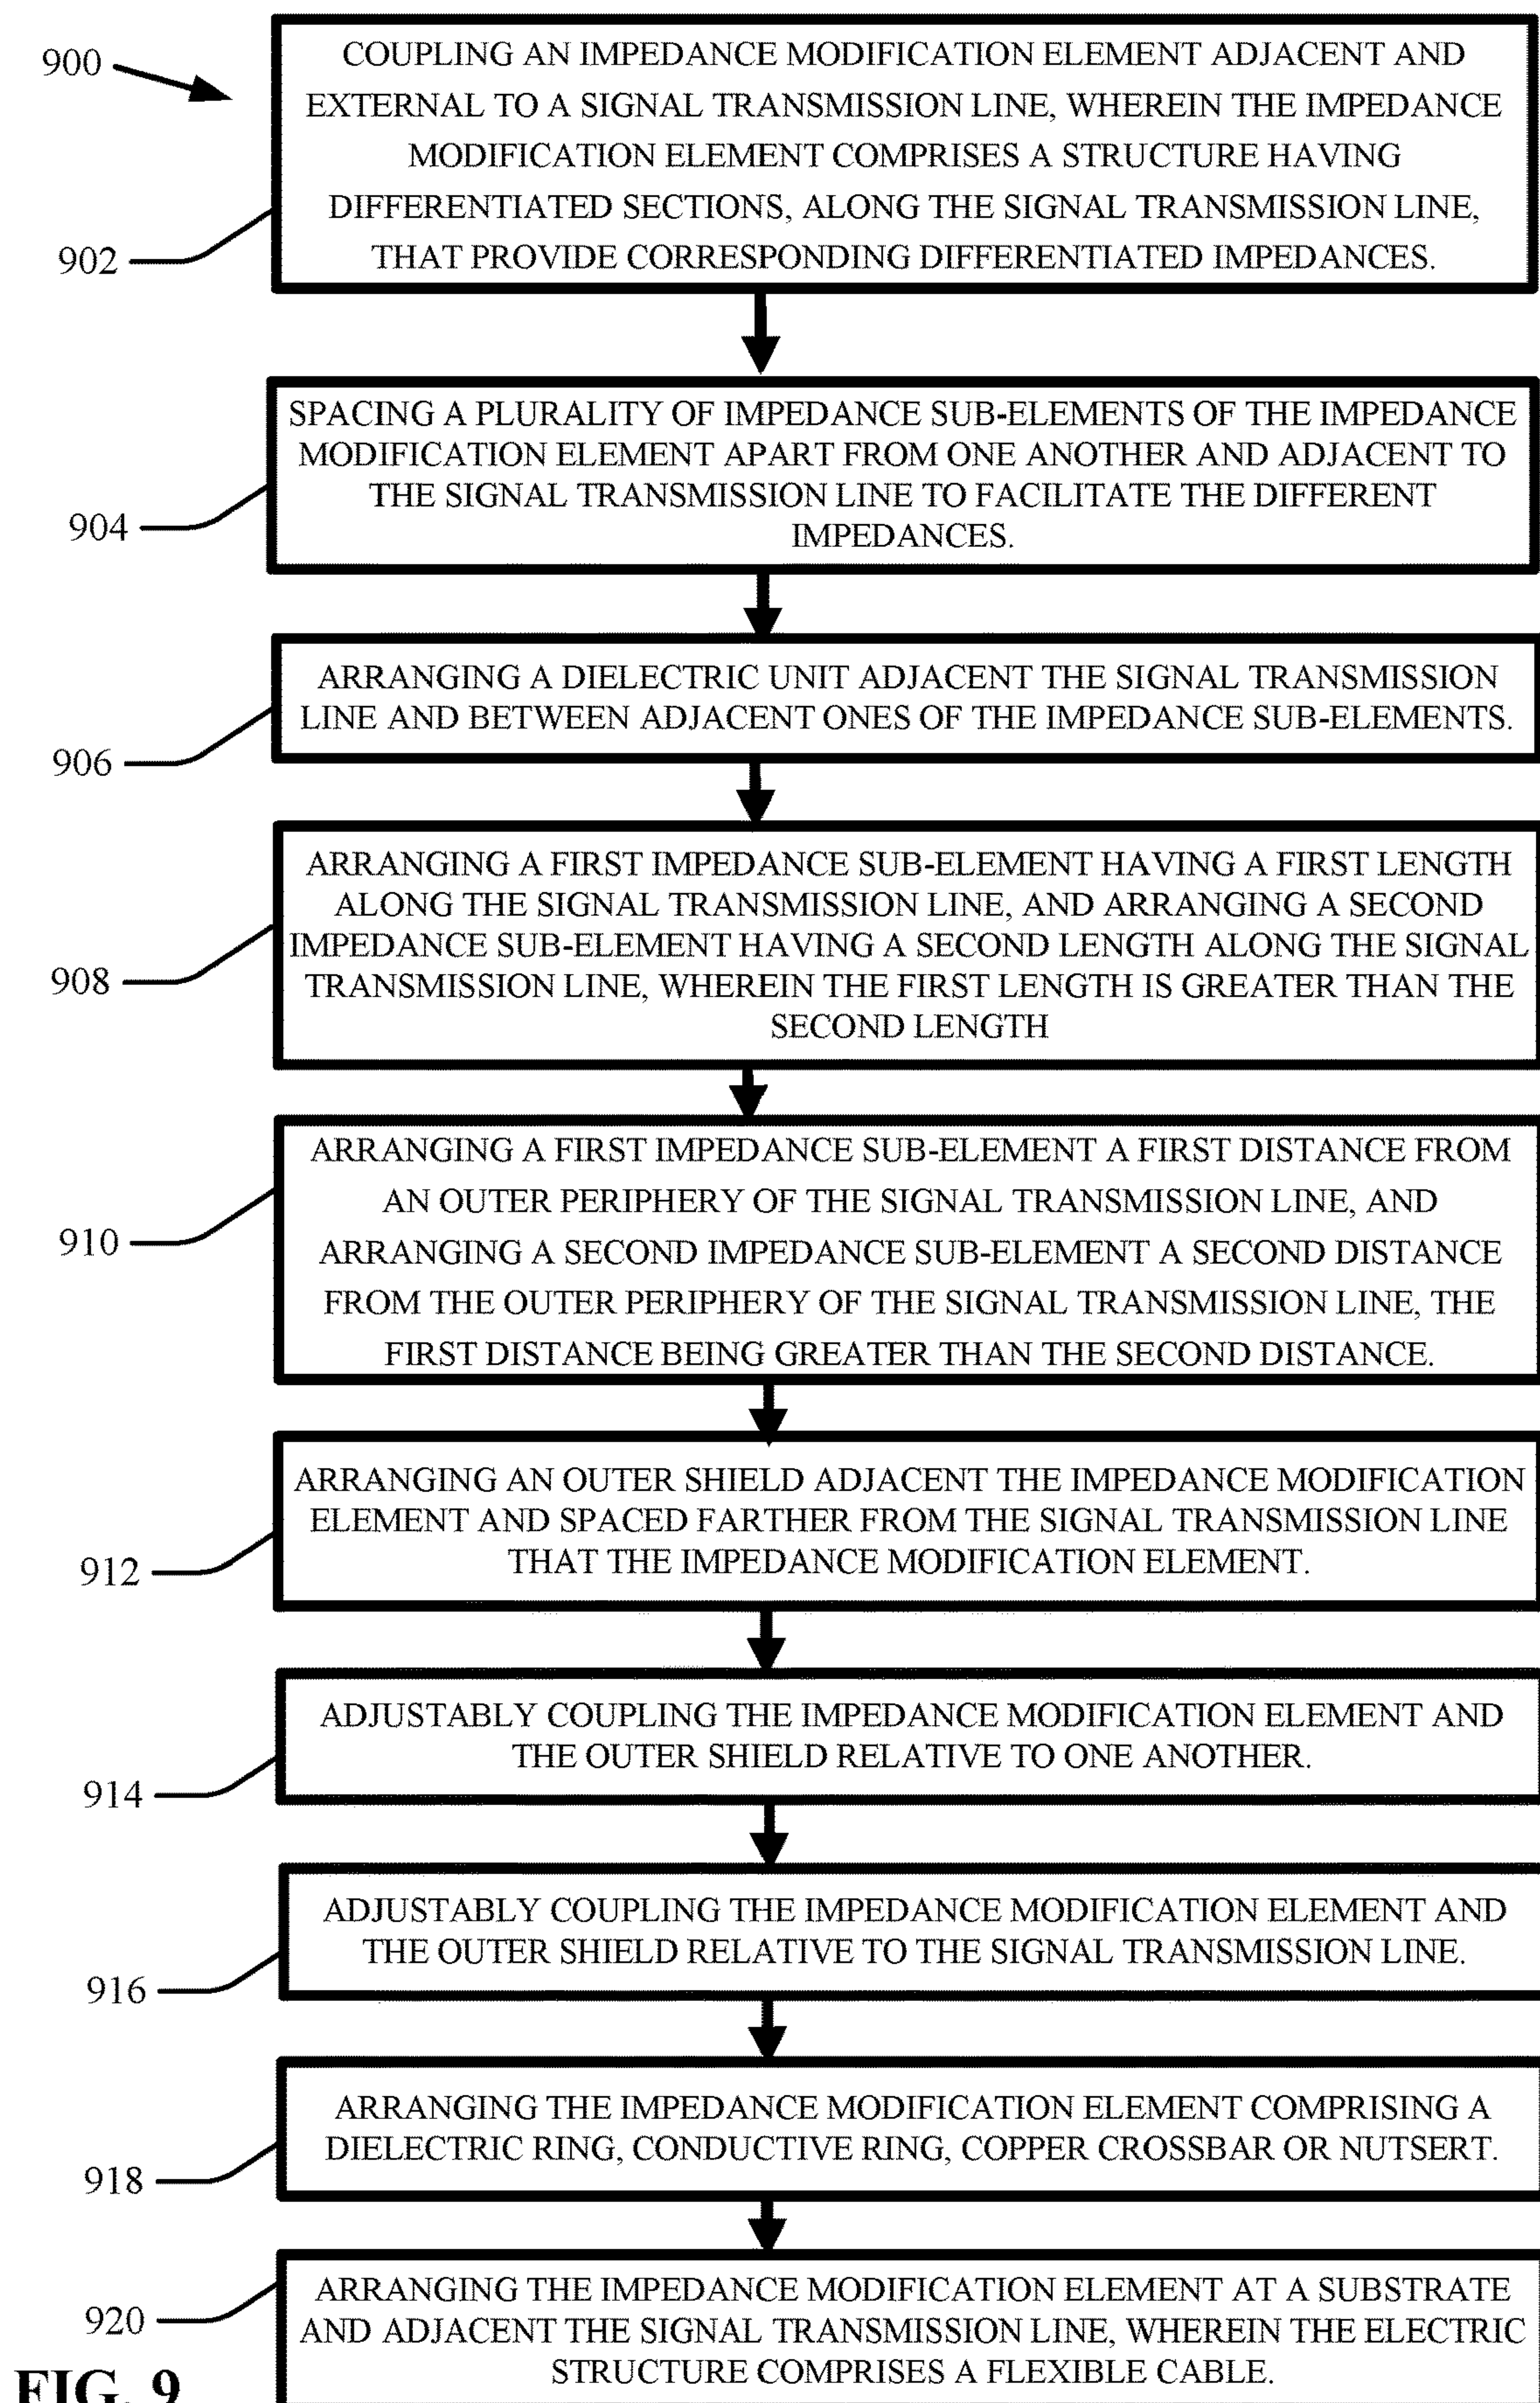 900
COUPLING AN IMPEDANCE MODIFICATION ELEMENT ADJACENT AND
EXTERNAL TO A SIGNAL TRANSMISSION LINE, WHEREIN THE IMPEDANCE
MODIFICATION ELEMENT COMPRISES A STRUCTURE HAVING
DIFFERENTIATED SECTIONS, ALONG THE SIGNAL TRANSMISSION LINE,
THAT PROVIDE CORRESPONDING DIFFERENTIATED IMPEDANCES.
902
SPACING A PLURALITY OF IMPEDANCE SUB-ELEMENTS OF THE IMPEDANCE
MODIFICATION ELEMENT APART FROM ONE ANOTHER AND ADJACENT TO
THE SIGNAL TRANSMISSION LINE TO FACILITATE THE DIFFERENT
IMPEDANCES.
904
ARRANGING A DIELECTRIC UNIT ADJACENT THE SIGNAL TRANSMISSION
LINE AND BETWEEN ADJACENT ONES OF THE IMPEDANCE SUB-ELEMENTS.
906
ARRANGING A FIRST IMPEDANCE SUB-ELEMENT HAVING A FIRST LENGTH
ALONG THE SIGNAL TRANSMISSION LINE, AND ARRANGING A SECOND
IMPEDANCE SUB-ELEMENT HAVING A SECOND LENGTH ALONG THE SIGNAL
TRANSMISSION LINE, WHEREIN THE FIRST LENGTH IS GREATER THAN THE
SECOND LENGTH
908
ARRANGING A FIRST IMPEDANCE SUB-ELEMENT A FIRST DISTANCE FROM
AN OUTER PERIPHERY OF THE SIGNAL TRANSMISSION LINE, AND
ARRANGING A SECOND IMPEDANCE SUB-ELEMENT A SECOND DISTANCE
FROM THE OUTER PERIPHERY OF THE SIGNAL TRANSMISSION LINE, THE
FIRST DISTANCE BEING GREATER THAN THE SECOND DISTANCE.
910
ARRANGING AN OUTER SHIELD ADJACENT THE IMPEDANCE MODIFICATION
ELEMENT AND SPACED FARTHER FROM THE SIGNAL TRANSMISSION LINE
THAT THE IMPEDANCE MODIFICATION ELEMENT.
912
ADJUSTABLY COUPLING THE IMPEDANCE MODIFICATION ELEMENT AND
THE OUTER SHIELD RELATIVE TO ONE ANOTHER.
914
ADJUSTABLY COUPLING THE IMPEDANCE MODIFICATION ELEMENT AND
THE OUTER SHIELD RELATIVE TO THE SIGNAL TRANSMISSION LINE.
916
ARRANGING THE IMPEDANCE MODIFICATION ELEMENT COMPRISING A
DIELECTRIC RING, CONDUCTIVE RING, COPPER CROSSBAR OR NUTSERT.
918
ARRANGING THE IMPEDANCE MODIFICATION ELEMENT AT A SUBSTRATE
AND ADJACENT THE SIGNAL TRANSMISSION LINE, WHEREIN THE ELECTRIC
STRUCTURE COMPRISES A FLEXIBLE CABLE.
920
FIG. 9